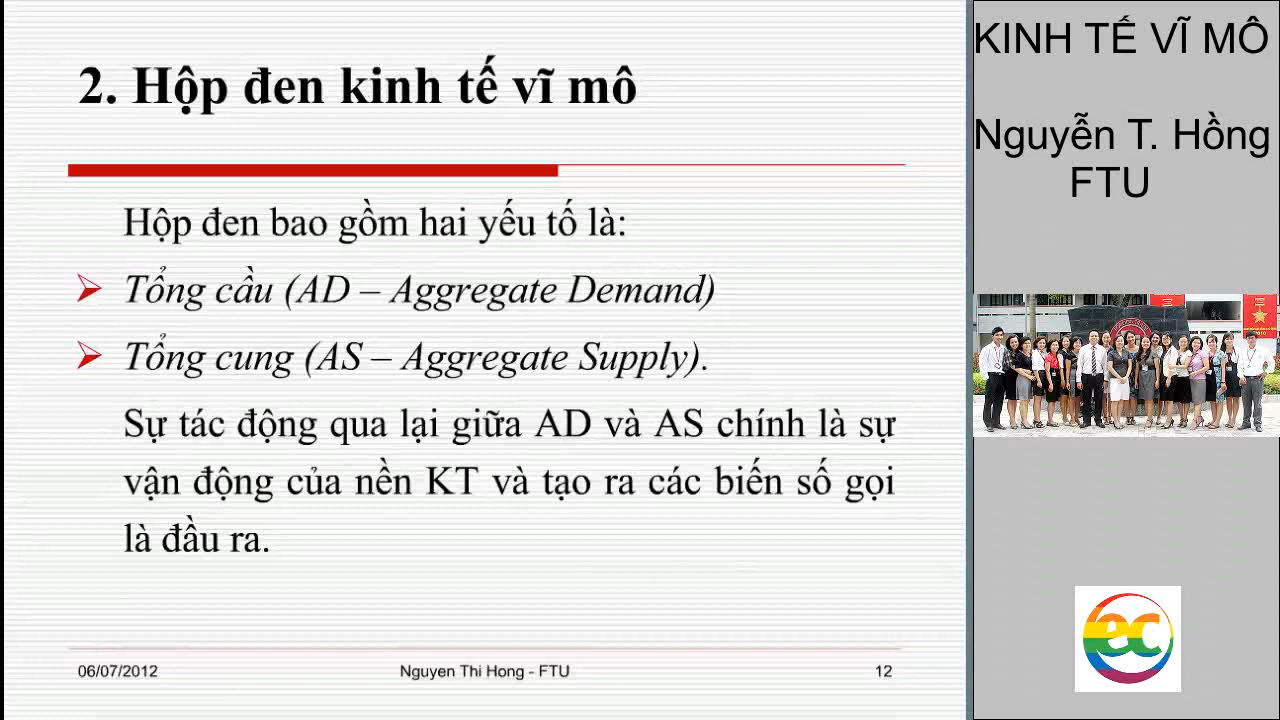 2. Hộp đen kinh tế vĩ mô
Hộp đen bao gồm hai yếu tố là:
Tổng cầu (AD – Aggregate Demand)
Tổng cung (AS – Aggregate Supply).
Sự tác động qua lại giữa AD và AS chính là sự
vận động của nền KT và tạo ra các biến số gọi
là đầu ra.
06/07/2012
Nguyen Thi Hong - FTU
12
KINH TẾ VĨ MÔ
Nguyễn T. Hồng
FTU
ec